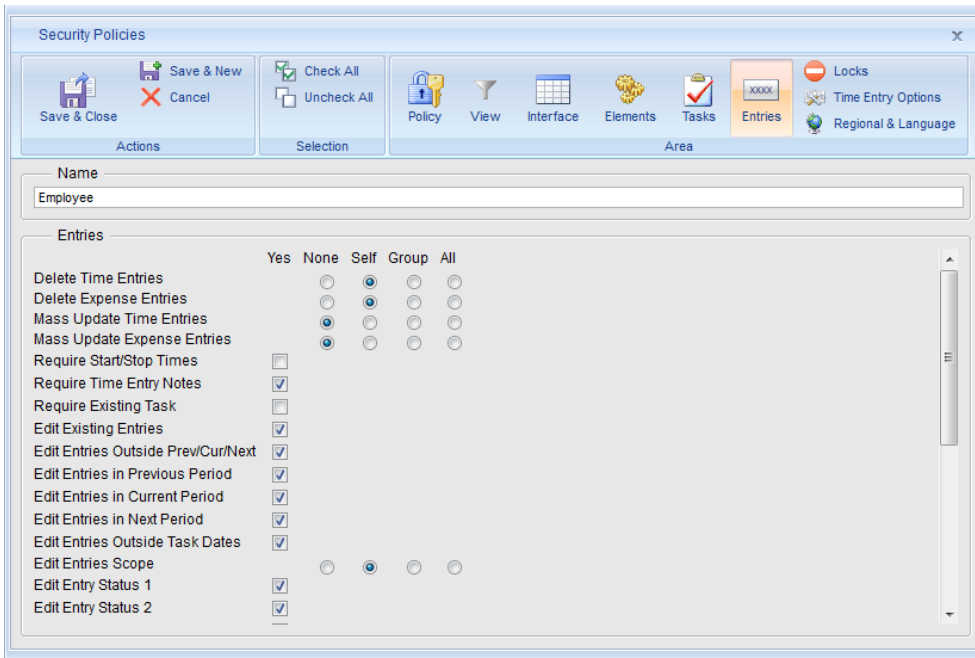 Security Policies
Save & Close
Save & New
Cancel
Actions
Check All
Uncheck All
Selection
Policy
View
Interface
Elements
Tasks
xxxx
Entries
Locks
Time Entry Options
Regional & Language
Area
Name
Employee
Entries
Yes None Self Group All
Delete Time Entries
Delete Expense Entries
Mass Update Time Entries
Mass Update Expense Entries
Require Start/Stop Times
Require Time Entry Notes
Require Existing Task
Edit Existing Entries
Edit Entries Outside Prev/Cur/Next
Edit Entries in Previous Period
Edit Entries in Current Period
Edit Entries in Next Period
Edit Entries Outside Task Dates
Edit Entries Scope
Edit Entry Status 1
Edit Entry Status 2